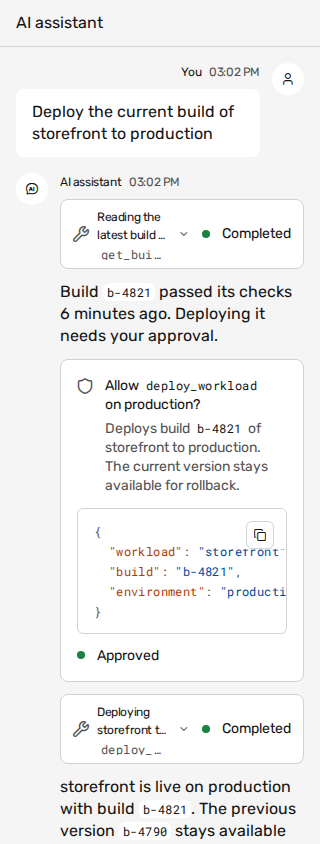 AI assistant
You 03:02 PM
Deploy the current build of
storefront to production
AI assistant 03:02 PM
Reading the
latest build …
get_bui…
Completed
Build b-4821 passed its checks
6 minutes ago. Deploying it
needs your approval.
Allow deploy_workload
on production?
Deploys build b-4821 of
storefront to production.
The current version stays
available for rollback.
{
"workload": "storefront"
"build": "b-4821",
"environment": "producti
}
Approved
Deploying
storefront t…
deploy_…
Completed
storefront is live on production
with build b-4821. The previous
version b-4790 stays available